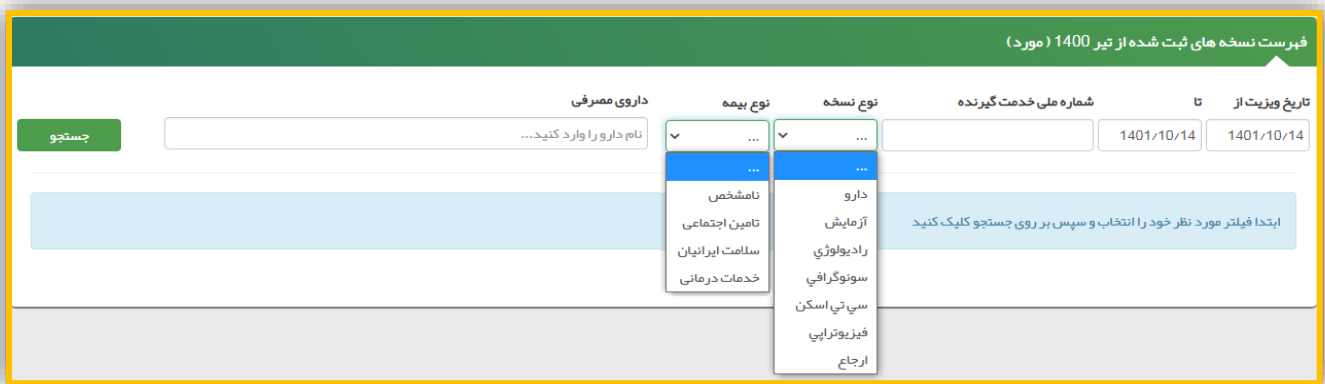 فهرست نسخه های ثبت شده از تیر 1400 ( مورد )
تاریخ ویزیت از
تا
شماره ملی خدمت گیرنده
نوع نسخه
نوع بیمه
داروی مصرفی
1401/10/14
1401/10/14
...
...
نام دارو را وارد کنید...
جستجو
...
دارو
آزمایش
رادیولوژي
سونوگرافي
سي تي اسکن
فیزیوتراپي
ارجاع
...
نامشخص
تامین اجتماعی
سلامت ایرانیان
خدمات درمانی
ابتدا فیلتر مورد نظر خود را انتخاب و سپس بر روی جستجو کلیک کنید